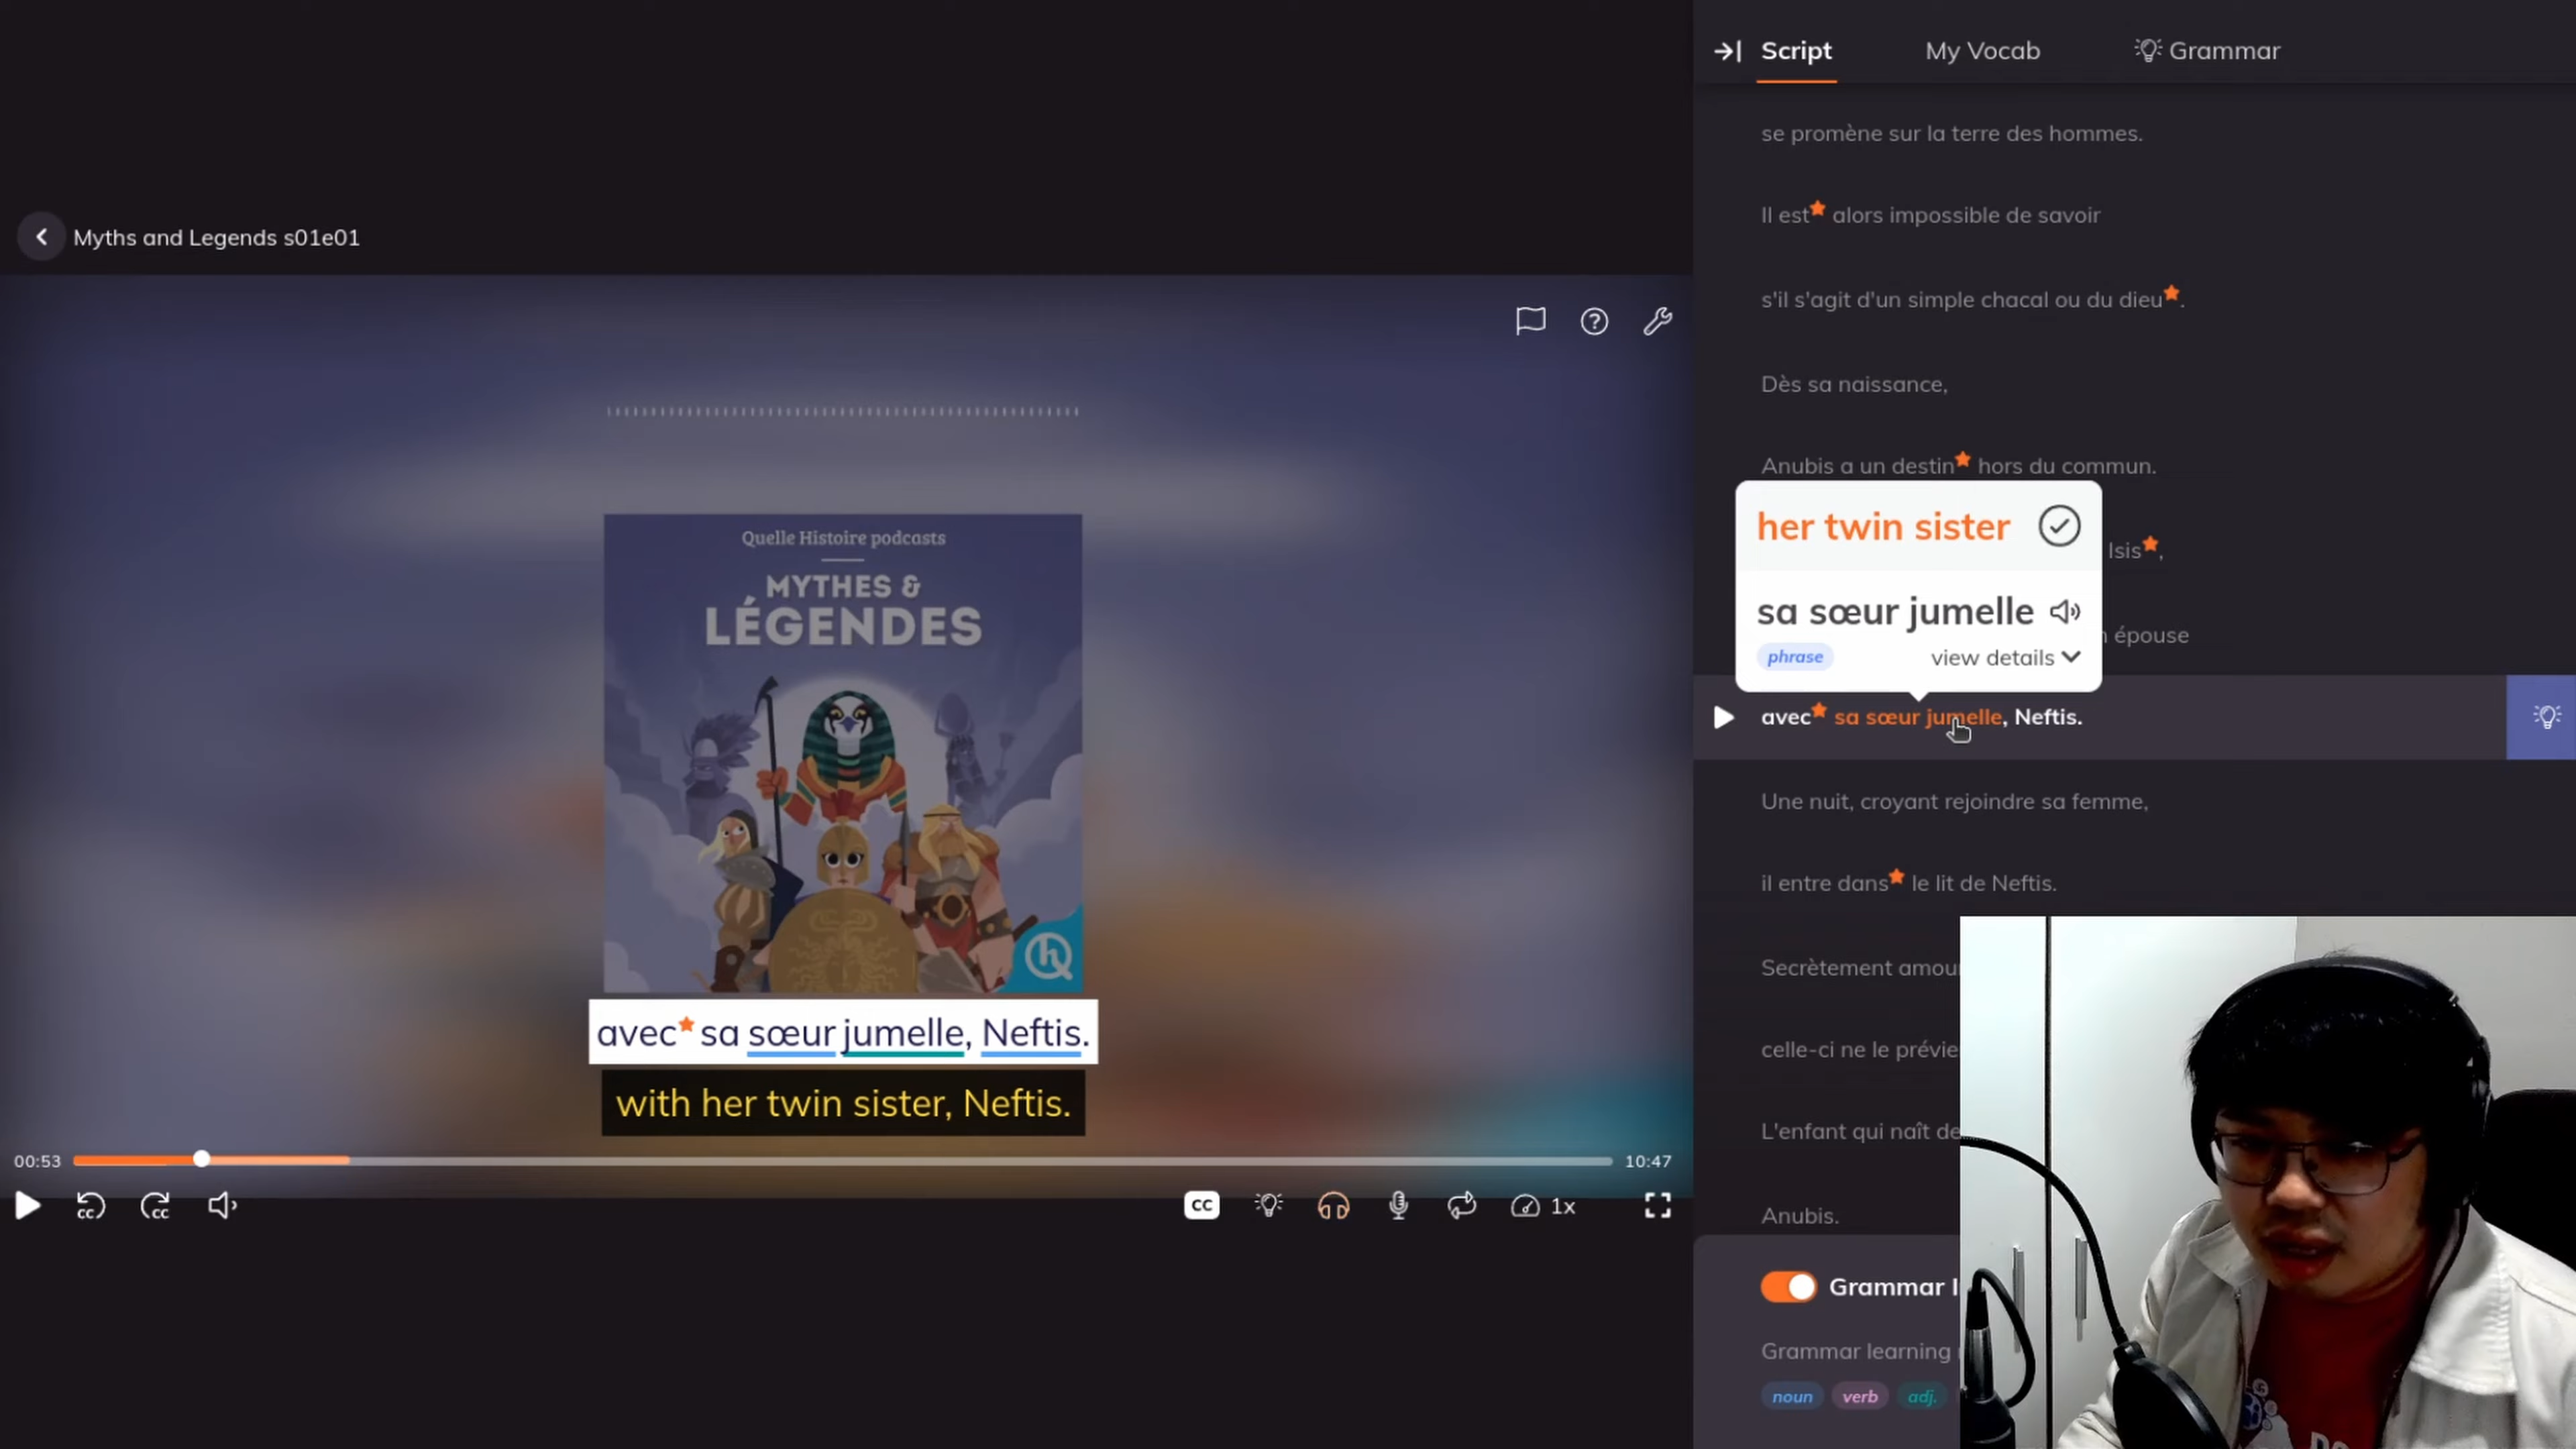 Script
My Vocab
Grammar
Myths and Legends s01e01
Quelle Histoire podcasts
MYTHES &
LÉGENDES
avec sa sœur jumelle, Neftis.
with her twin sister, Neftis.
00:53
10:47
CC
CC
CC
1x
se promène sur la terre des hommes.
Il est alors impossible de savoir
s'il s'agit d'un simple chacal ou du dieu.
Dès sa naissance,
Anubis a un destin hors du commun.
Isis,
épouse
her twin sister
sa sœur jumelle
phrase
view details
avec sa sœur jumelle, Neftis.
Une nuit, croyant rejoindre sa femme,
il entre dans le lit de Neftis.
Secrètement
celle-ci ne le
L'enfant qui naît de
Anubis.
Grammar
Grammar learning
noun verb adj.